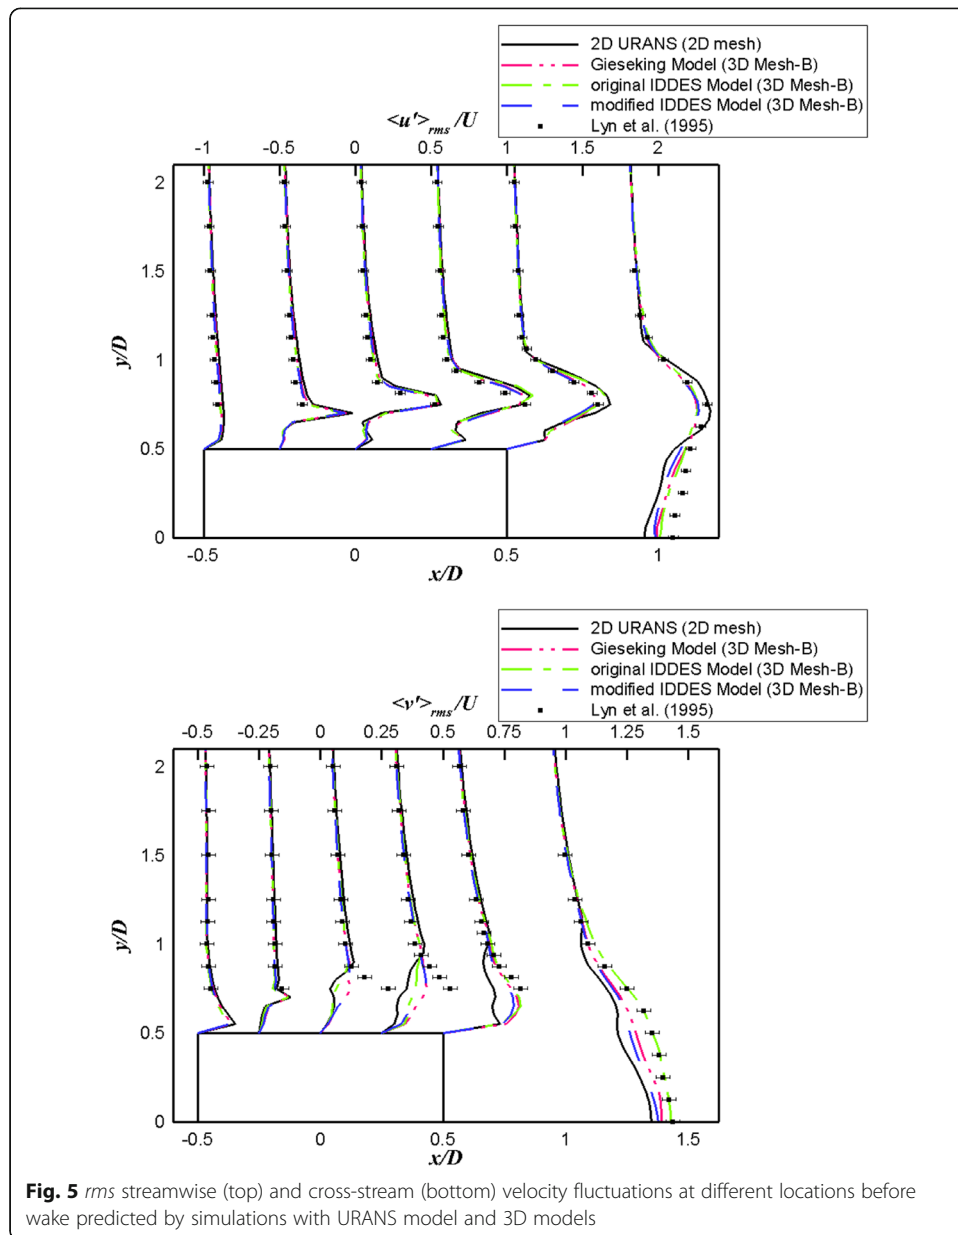 2D URANS (2D mesh)
Gieseking Model (3D Mesh-B)
original IDDES Model (3D Mesh-B)
modified IDDES Model (3D Mesh-B)
Lyn et al. (1995)
<u'>rms /U
-1 -0.5 0 0.5 1 1.5 2
2
1.5
1
0.5
0
y/D
-0.5 0 0.5 1
x/D
2D URANS (2D mesh)
Gieseking Model (3D Mesh-B)
original IDDES Model (3D Mesh-B)
modified IDDES Model (3D Mesh-B)
Lyn et al. (1995)
<v'>rms /U
-0.5 -0.25 0 0.25 0.5 0.75 1 1.25 1.5
2
1.5
1
0.5
0
y/D
-0.5 0 0.5 1 1.5
x/D
Fig. 5 rms streamwise (top) and cross-stream (bottom) velocity fluctuations at different locations before
wake predicted by simulations with URANS model and 3D models